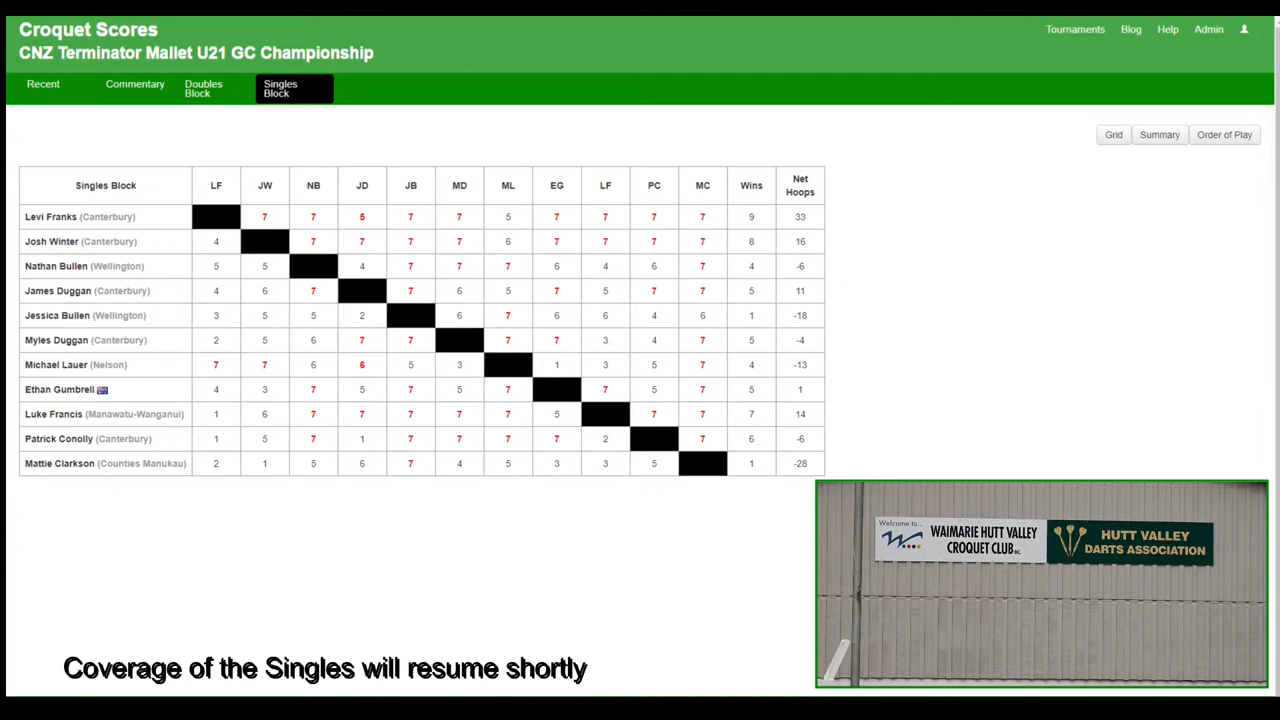 Croquet Scores
CNZ Terminator Mallet U21 GC Championship
Tournaments Blog Help Admin
Recent Commentary Doubles Block Singles Block
Grid Summary Order of Play
Singles Block LF JW NB JD JB MD ML EG LF PC MC Wins Net Hoops
Levi Franks (Canterbury) 7 7 5 7 7 5 7 7 7 7 9 33
Josh Winter (Canterbury) 4 7 7 7 7 6 7 7 7 7 8 16
Nathan Bullen (Wellington) 5 5 4 7 7 7 6 4 6 7 4 -6
James Duggan (Canterbury) 4 6 7 7 6 5 7 5 7 7 5 11
Jessica Bullen (Wellington) 3 5 5 2 6 7 6 6 4 6 1 -18
Myles Duggan (Canterbury) 2 5 6 7 7 7 7 3 4 7 5 -4
Michael Lauer (Nelson) 7 7 6 6 5 3 1 3 5 7 4 -13
Ethan Gumbrell 4 3 7 5 7 5 7 7 5 7 5 1
Luke Francis (Manawatu-Wanganui) 1 6 7 7 7 7 7 5 7 7 7 14
Patrick Conolly (Canterbury) 1 5 7 1 7 7 7 7 2 7 6 -6
Mattie Clarkson (Counties Manukau) 2 1 5 6 7 4 5 3 3 5 1 -28
Welcome to...
WAIMARIE HUTT VALLEY
CROQUET CLUB INC.
HUTT VALLEY
DARTS ASSOCIATION
Coverage of the Singles will resume shortly